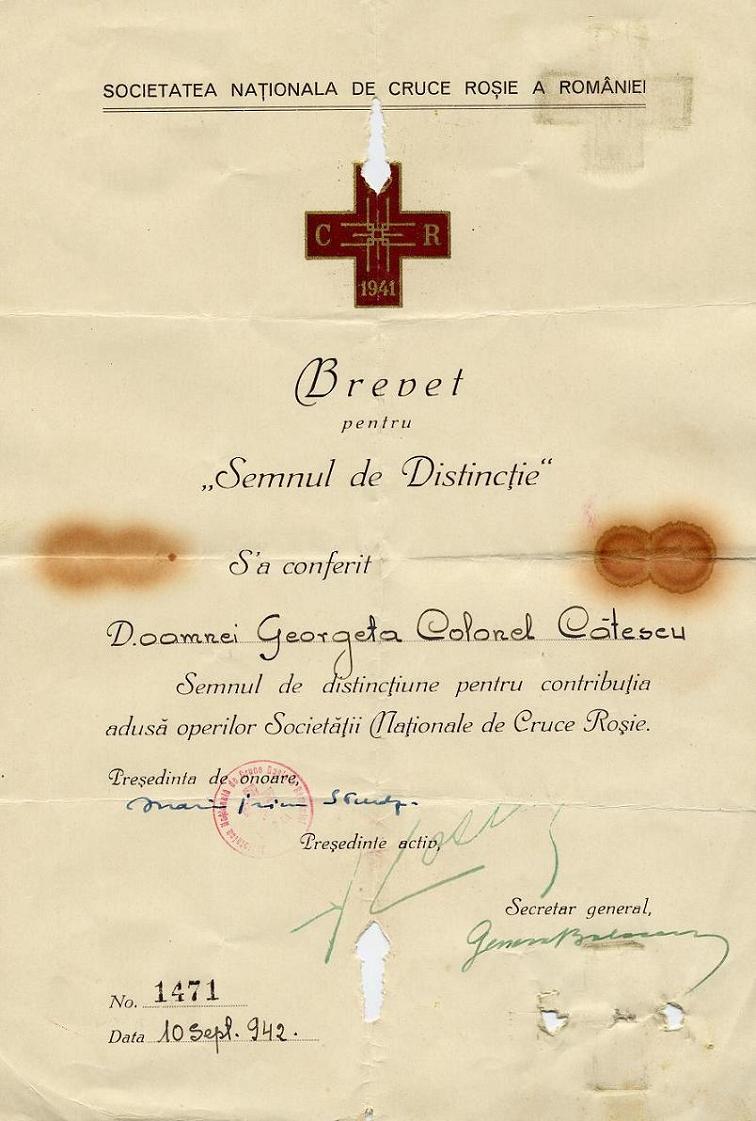 SOCIETATEA NAȚIONALA DE CRUCE ROȘIE A ROMÂNIEI
C R
1941
Brevet
pentru
„Semnul de Distincție“
S'a conferit
D.oamnei Georgeta Colonel Cătescu
Semnul de distincțiune pentru contribuția
adusă operilor Societății Naționale de Cruce Roșie.
Președinta de onoare,
Președinte activ,
Secretar general,
No. 1471
Data 10 Sept. 942.